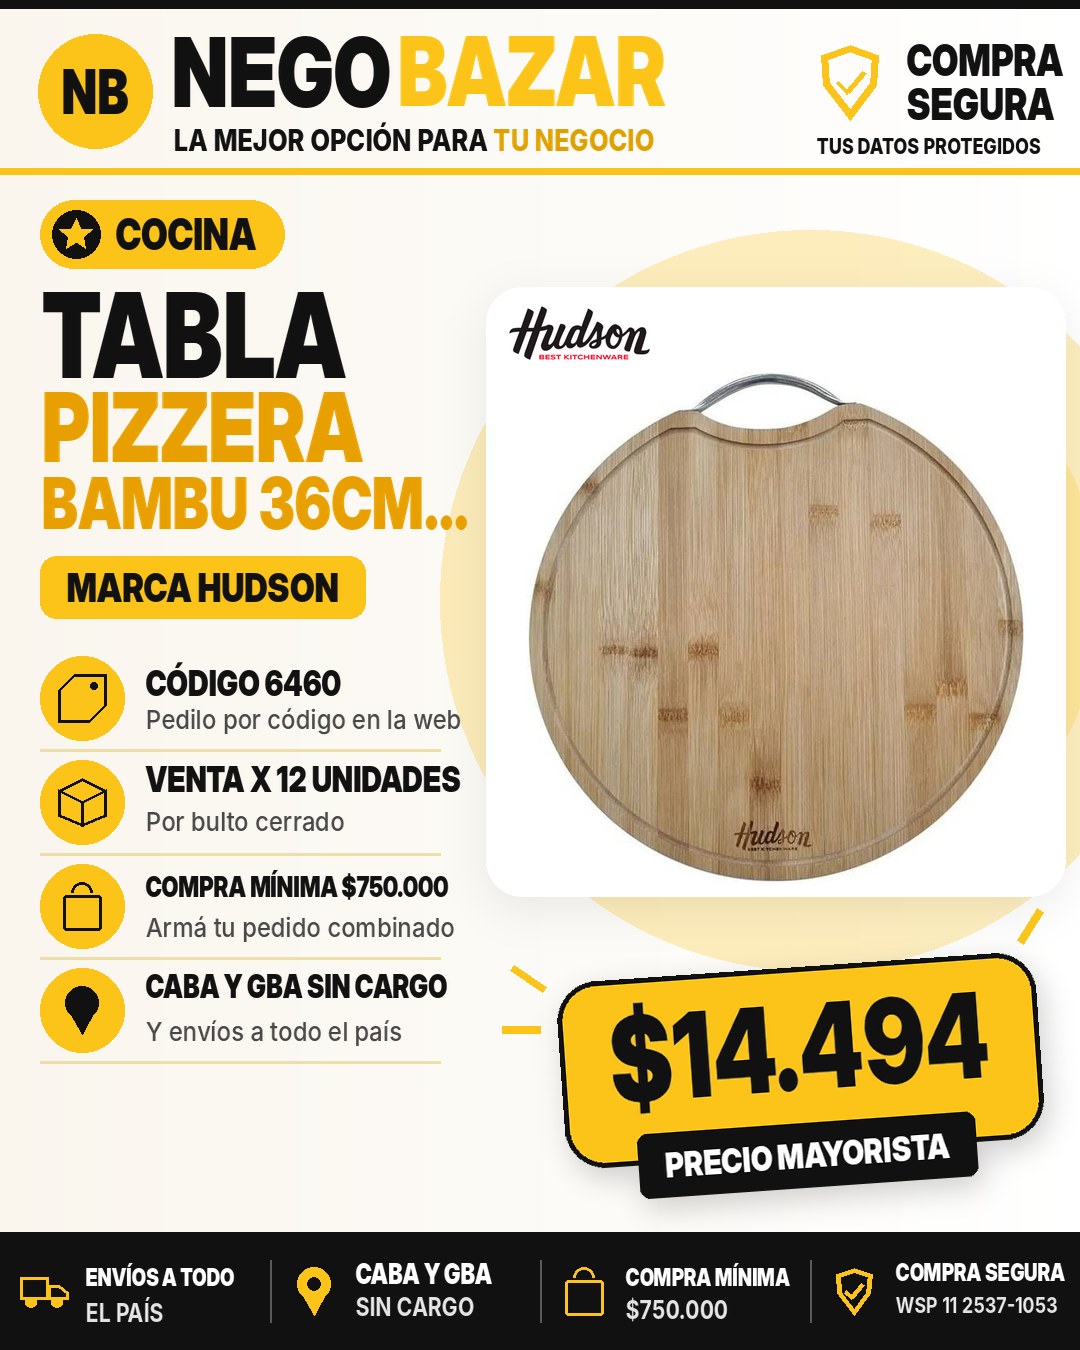 NB
NEGOBAZAR
LA MEJOR OPCIÓN PARA TU NEGOCIO
COMPRA
SEGURA
TUS DATOS PROTEGIDOS
COCINA
TABLA
PIZZERA
BAMBU 36CM...
MARCA HUDSON
CÓDIGO 6460
Pedilo por código en la web
VENTA X 12 UNIDADES
Por bulto cerrado
COMPRA MÍNIMA $750.000
Armá tu pedido combinado
CABA Y GBA SIN CARGO
Y envíos a todo el país
Hudson
BEST KITCHENWARE
Hudson
BEST KITCHENWARE
$14.494
PRECIO MAYORISTA
ENVÍOS A TODO
EL PAÍS
CABA Y GBA
SIN CARGO
COMPRA MÍNIMA
$750.000
COMPRA SEGURA
WSP 11 2537-1053